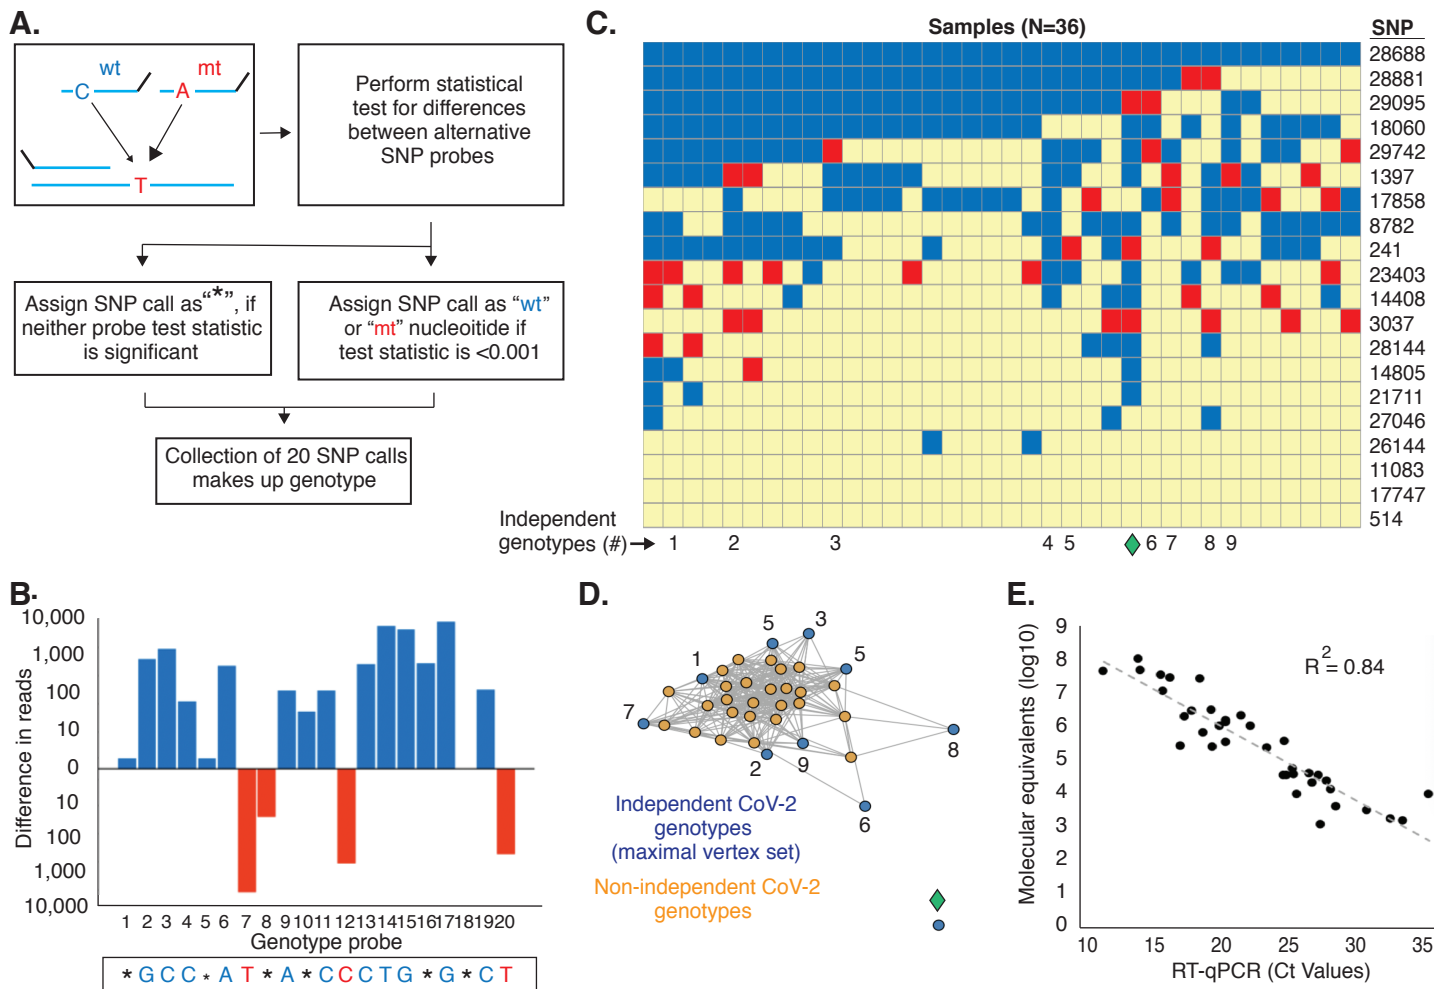 A.
wt
mt
C
A
T
Perform statistical
test for differences
between alternative
SNP probes
Assign SNP call as“*”, if
neither probe test statistic
is significant
Assign SNP call as “wt”
or “mt” nucleoitide if
test statistic is <0.001
Collection of 20 SNP calls
makes up genotype
B.
Difference in reads
10,000
1,000
100
10
0
10
100
1,000
10,000
1 2 3 4 5 6 7 8 9 10 11 12 13 14 15 16 17 18 19 20
Genotype probe
* G C C * A T * A * C C C T G * G * C T
C.
Samples (N=36)
SNP
28688
28881
29095
18060
29742
1397
17858
8782
241
23403
14408
3037
28144
14805
21711
27046
26144
11083
17747
514
Independent
genotypes (#)
1 2 3 4 5 6 7 8 9
D.
5
3
1
5
7
8
2
9
6
Independent CoV-2
genotypes
(maximal vertex set)
Non-independent CoV-2
genotypes
E.
Molecular equivalents (log10)
9
8
7
6
5
4
3
2
1
0
R2 = 0.84
10 15 20 25 30 35
RT-qPCR (Ct Values)